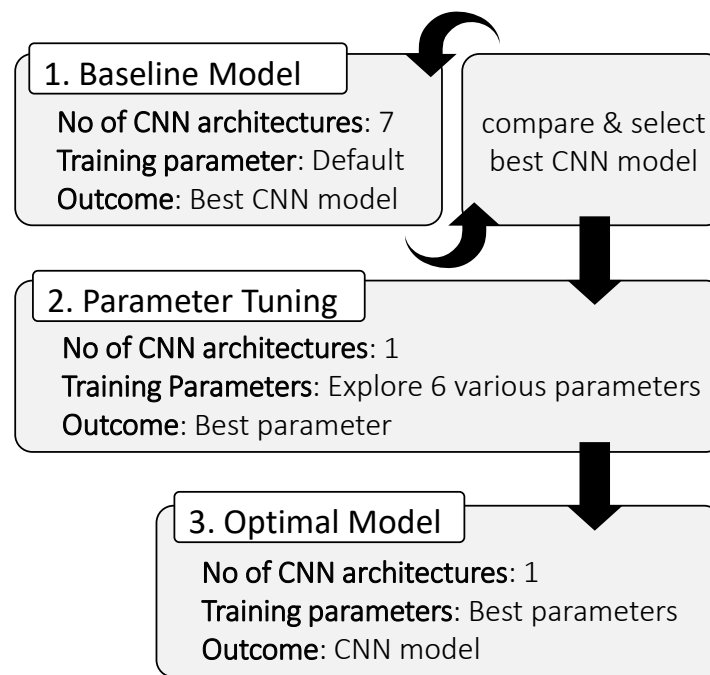 1. Baseline Model
No of CNN architectures: 7
Training parameter: Default
Outcome: Best CNN model
compare & select
best CNN model
2. Parameter Tuning
No of CNN architectures: 1
Training Parameters: Explore 6 various parameters
Outcome: Best parameter
3. Optimal Model
No of CNN architectures: 1
Training parameters: Best parameters
Outcome: CNN model